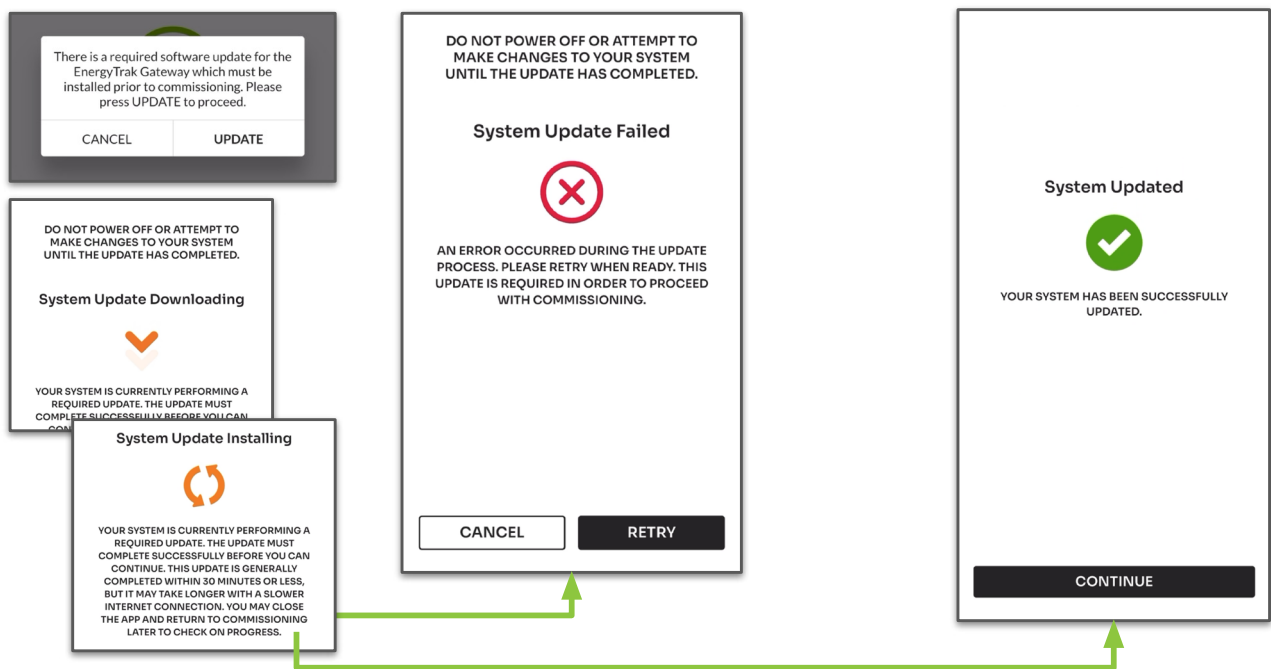 There is a required software update for the
EnergyTrak Gateway which must be
installed prior to commissioning. Please
press UPDATE to proceed.
CANCEL
UPDATE
DO NOT POWER OFF OR ATTEMPT TO
MAKE CHANGES TO YOUR SYSTEM
UNTIL THE UPDATE HAS COMPLETED.
System Update Downloading
YOUR SYSTEM IS CURRENTLY PERFORMING A
REQUIRED UPDATE. THE UPDATE MUST
COMPLETE SUCCESSFULLY BEFORE YOU CAN
CON
System Update Installing
YOUR SYSTEM IS CURRENTLY PERFORMING A
REQUIRED UPDATE. THE UPDATE MUST
COMPLETE SUCCESSFULLY BEFORE YOU CAN
CONTINUE. THIS UPDATE IS GENERALLY
COMPLETED WITHIN 30 MINUTES OR LESS,
BUT IT MAY TAKE LONGER WITH A SLOWER
INTERNET CONNECTION. YOU MAY CLOSE
THE APP AND RETURN TO COMMISSIONING
LATER TO CHECK ON PROGRESS.
DO NOT POWER OFF OR ATTEMPT TO
MAKE CHANGES TO YOUR SYSTEM
UNTIL THE UPDATE HAS COMPLETED.
System Update Failed
AN ERROR OCCURRED DURING THE UPDATE
PROCESS. PLEASE RETRY WHEN READY. THIS
UPDATE IS REQUIRED IN ORDER TO PROCEED
WITH COMMISSIONING.
CANCEL
RETRY
System Updated
YOUR SYSTEM HAS BEEN SUCCESSFULLY
UPDATED.
CONTINUE